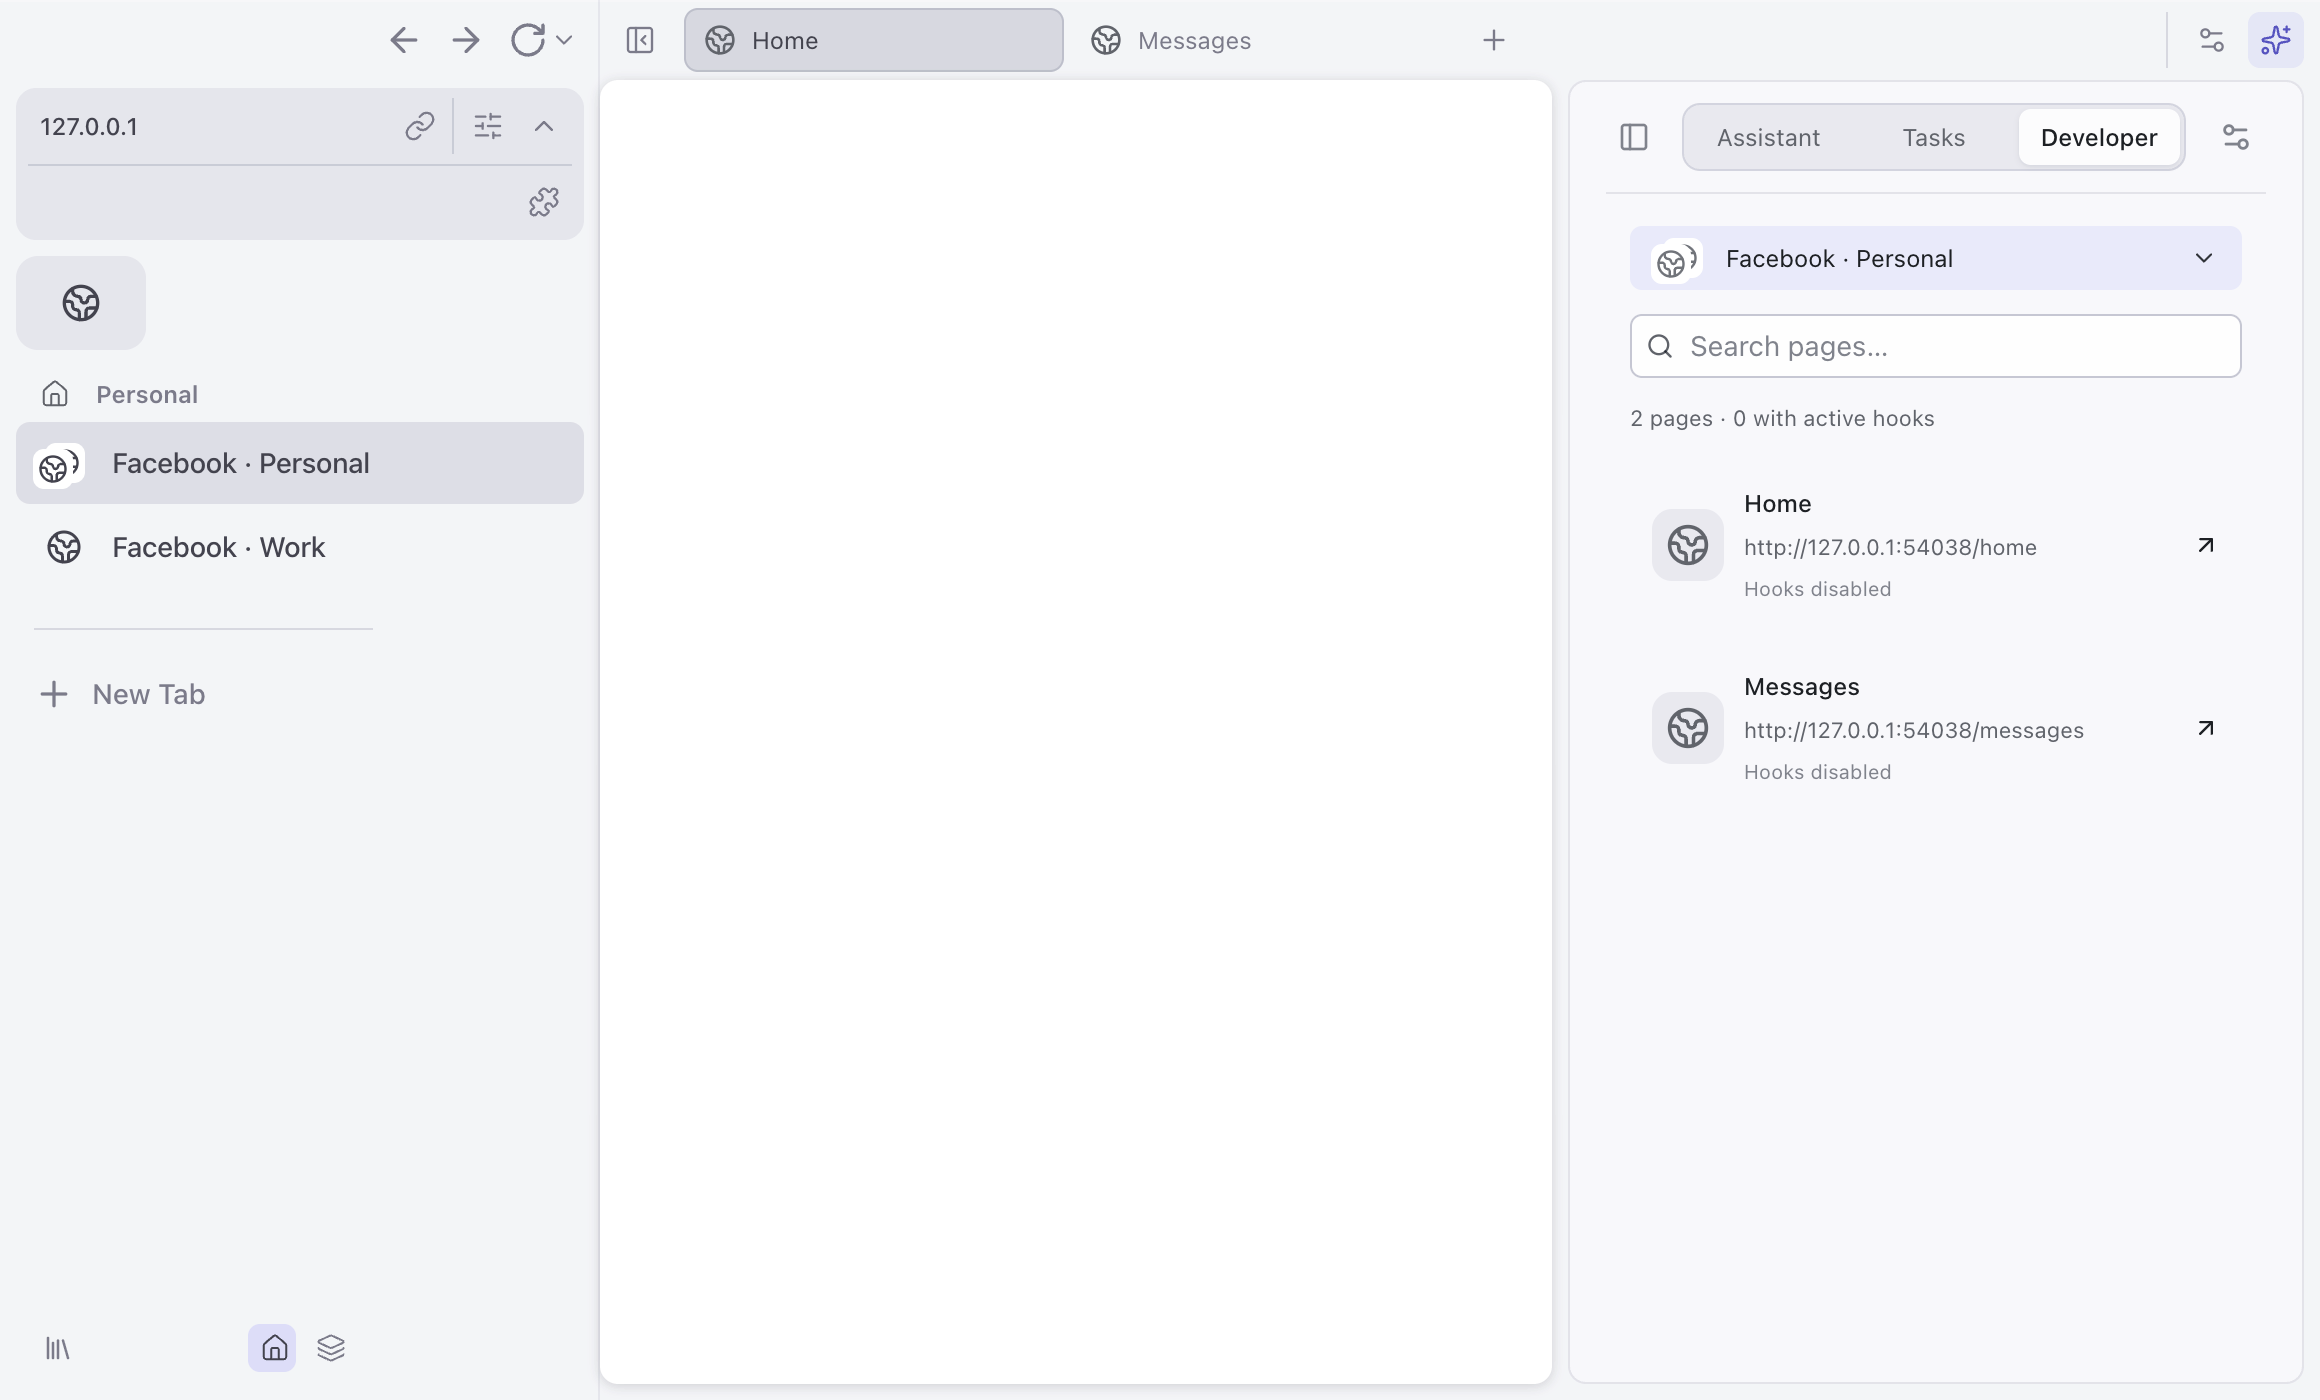 Home
Messages
127.0.0.1
Personal
Facebook · Personal
Facebook · Work
New Tab
Assistant
Tasks
Developer
Facebook · Personal
Search pages...
2 pages · 0 with active hooks
Home
http://127.0.0.1:54038/home
Hooks disabled
Messages
http://127.0.0.1:54038/messages
Hooks disabled